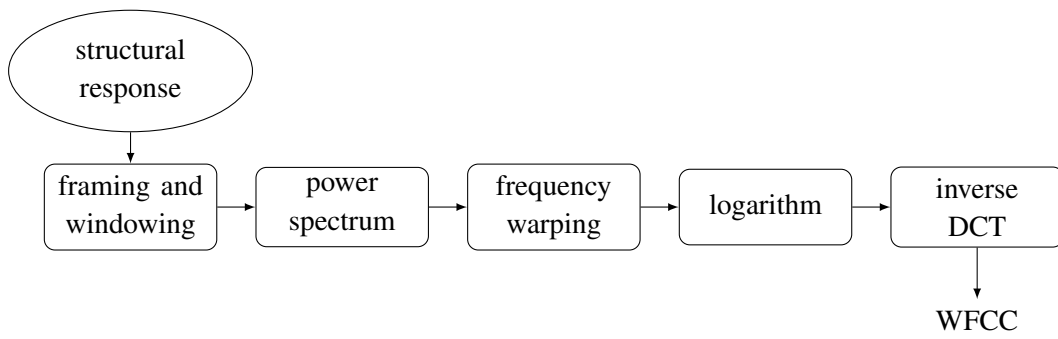 structural
response
framing and
windowing
power
spectrum
frequency
warping
logarithm
inverse
DCT
WFCC